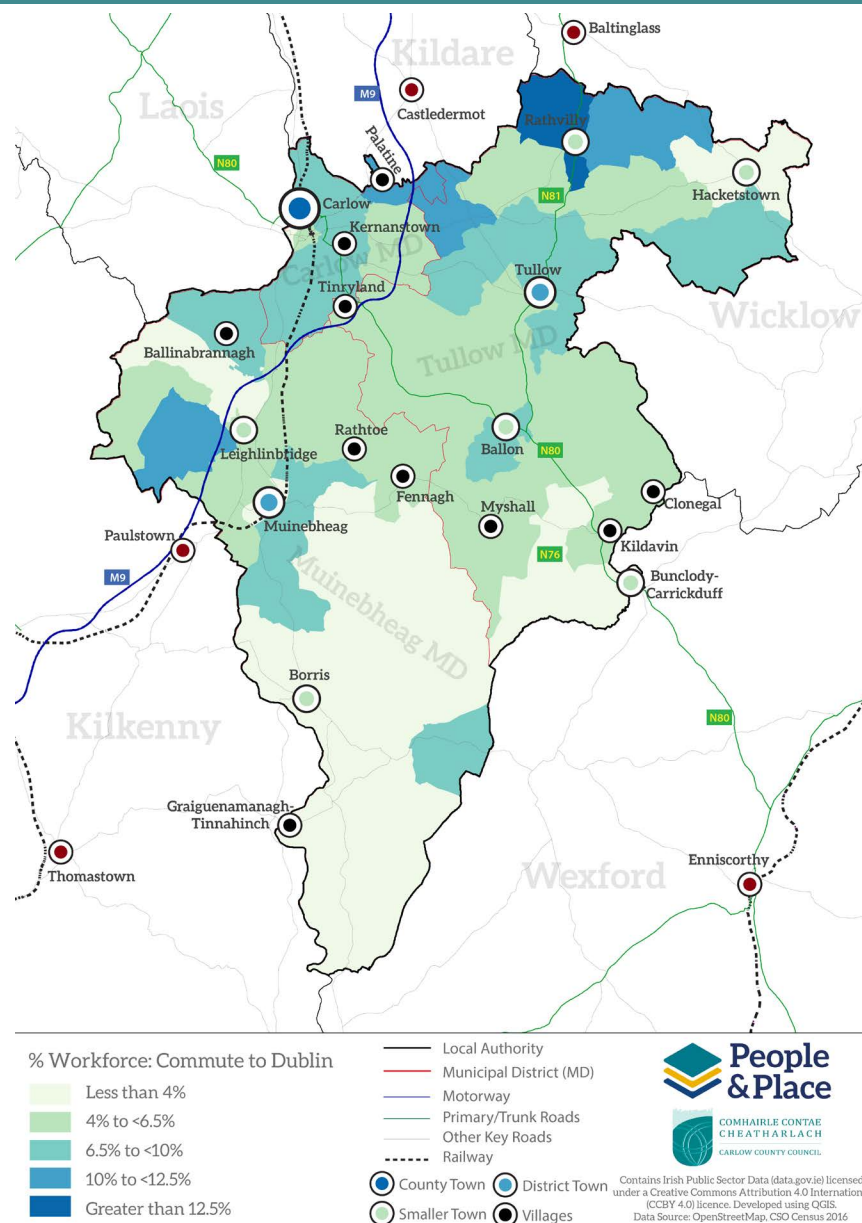 Baltinglass
Kildare
M9
Castledermot
Laois
Rathvilly
Palatine
N80
N81
Hacketstown
Carlow
Kernanstown
Carlow MD
Tullow
Tinryland
Wicklow
Ballinabrannagh
Tullow MD
Rathtoe
Leighlinbridge
Ballon
N80
Fennagh
Clonegal
Myshall
Muinebheag
Paulstown
Kildavin
N76
M9
Bunclody-
Carrickduff
Muinebheag MD
Borris
Kilkenny
N80
Graiguenamanagh-
Tinnahinch
Enniscorthy
Thomastown
Wexford
% Workforce: Commute to Dublin
Less than 4%
4% to <6.5%
6.5% to <10%
10% to <12.5%
Greater than 12.5%
Local Authority
Municipal District (MD)
Motorway
Primary/Trunk Roads
Other Key Roads
Railway
County Town
District Town
Smaller Town
Villages
People
&Place
COMHAIRLE CONTAE
CHEATHARLACH
CARLOW COUNTY COUNCIL
Contains Irish Public Sector Data (data.gov.ie) licensed
under a Creative Commons Attribution 4.0 Internation
(CCBY 4.0) licence. Developed using QGIS.
Data Source: OpenStreetMap, CSO Census 2016